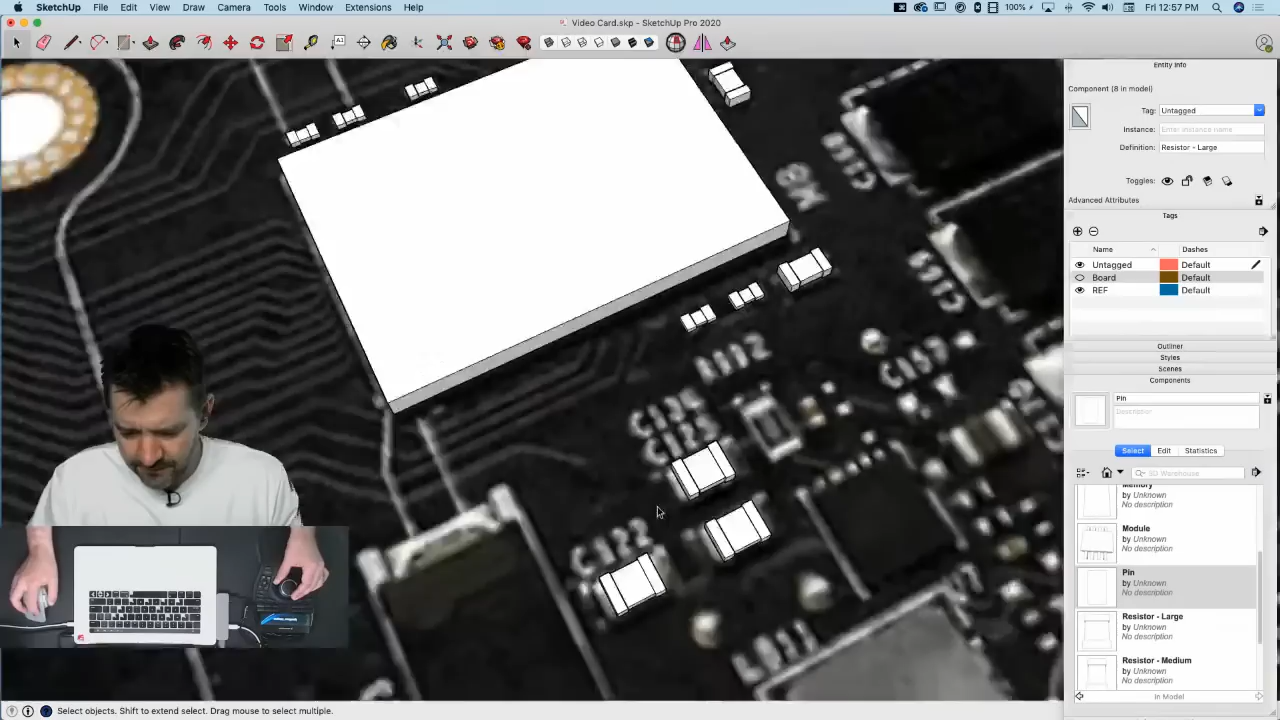 SketchUp File Edit View Draw Camera Tools Window Extensions Help
100% Fri 12:57 PM
Video Card.skp - SketchUp Pro 2020
Entity Info
Component (8 in model)
Tag: Untagged
Instance: Enter instance name
Definition: Resistor - Large
Toggles:
Advanced Attributes
Tags
Name Dashes
Untagged Default
Board Default
REF Default
Outliner
Styles
Scenes
Components
Pin
Description
Select Edit Statistics
3D Warehouse
Memory
by Unknown
No description
Module
by Unknown
No description
Pin
by Unknown
No description
Resistor - Large
by Unknown
No description
Resistor - Medium
by Unknown
No description
In Model
R112
C157
C122
Select objects. Shift to extend select. Drag mouse to select multiple.